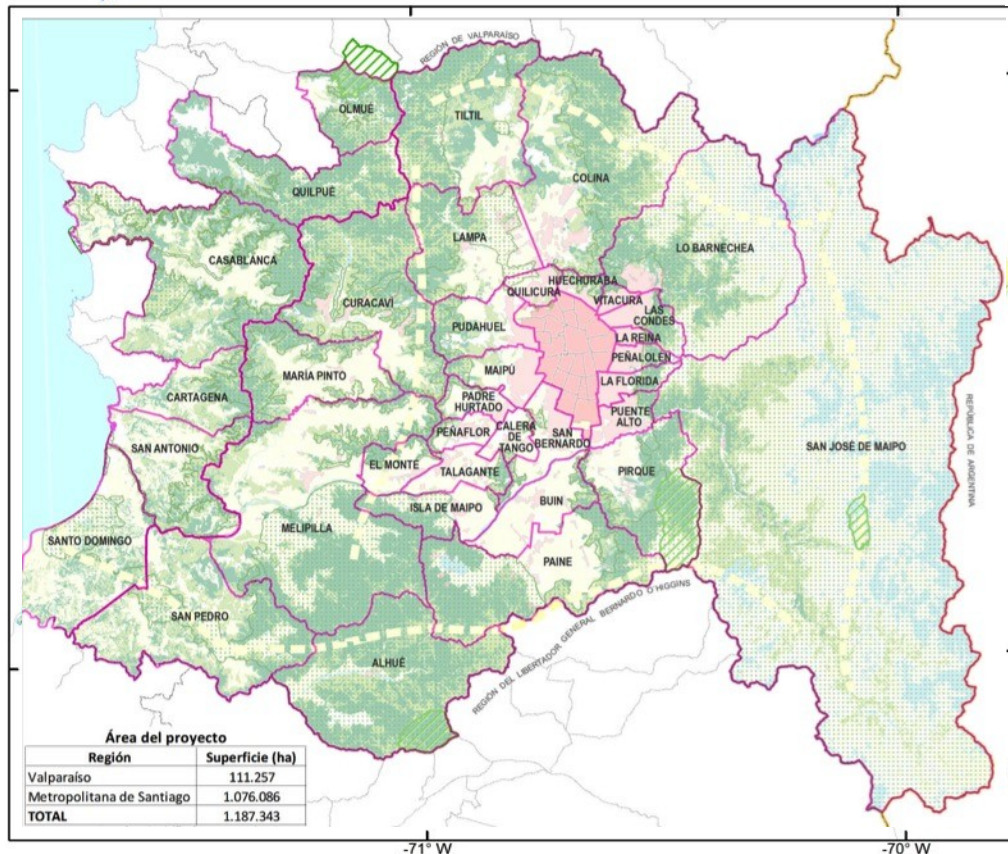 REGIÓN DE VALPARAÍSO
OLMUÉ
TILTIL
COLINA
QUILPUÉ
LAMPA
LO BARNECHEA
CASABLANCA
HUECHURABA
QUILICURA
VITACURA
CURACAVÍ
LAS
CONDES
PUDAHUEL
LA REINA
PEÑALOLÉN
MAIPÚ
MARÍA PINTO
LA FLORIDA
CARTAGENA
PADRE
HURTADO
PUENTE
ALTO
CALERA
DE
TANGO
PEÑAFLOR
SAN
BERNARDO
SAN ANTONIO
SAN JOSÉ DE MAIPO
REPÚBLICA DE ARGENTINA
EL MONTE
TALAGANTE
PIRQUE
ISLA DE MAIPO
BUIN
MELIPILLA
SANTO DOMINGO
PAINE
SAN PEDRO
REGIÓN DEL LIBERTADOR GENERAL BERNARDO O'HIGGINS
ALHUÉ
Área del proyecto
Región Superficie (ha)
Valparaíso 111.257
Metropolitana de Santiago 1.076.086
TOTAL 1.187.343
-71° W -70° W